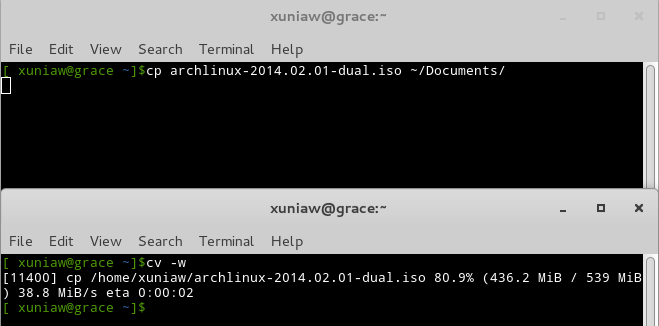 xuniaw@grace:~
File Edit View Search Terminal Help
[ xuniaw@grace ~]$cp archlinux-2014.02.01-dual.iso ~/Documents/
xuniaw@grace:~
File Edit View Search Terminal Help
[ xuniaw@grace ~]$cv -w
[11400] cp /home/xuniaw/archlinux-2014.02.01-dual.iso 80.9% (436.2 MiB / 539 MiB
) 38.8 MiB/s eta 0:00:02
[ xuniaw@grace ~]$